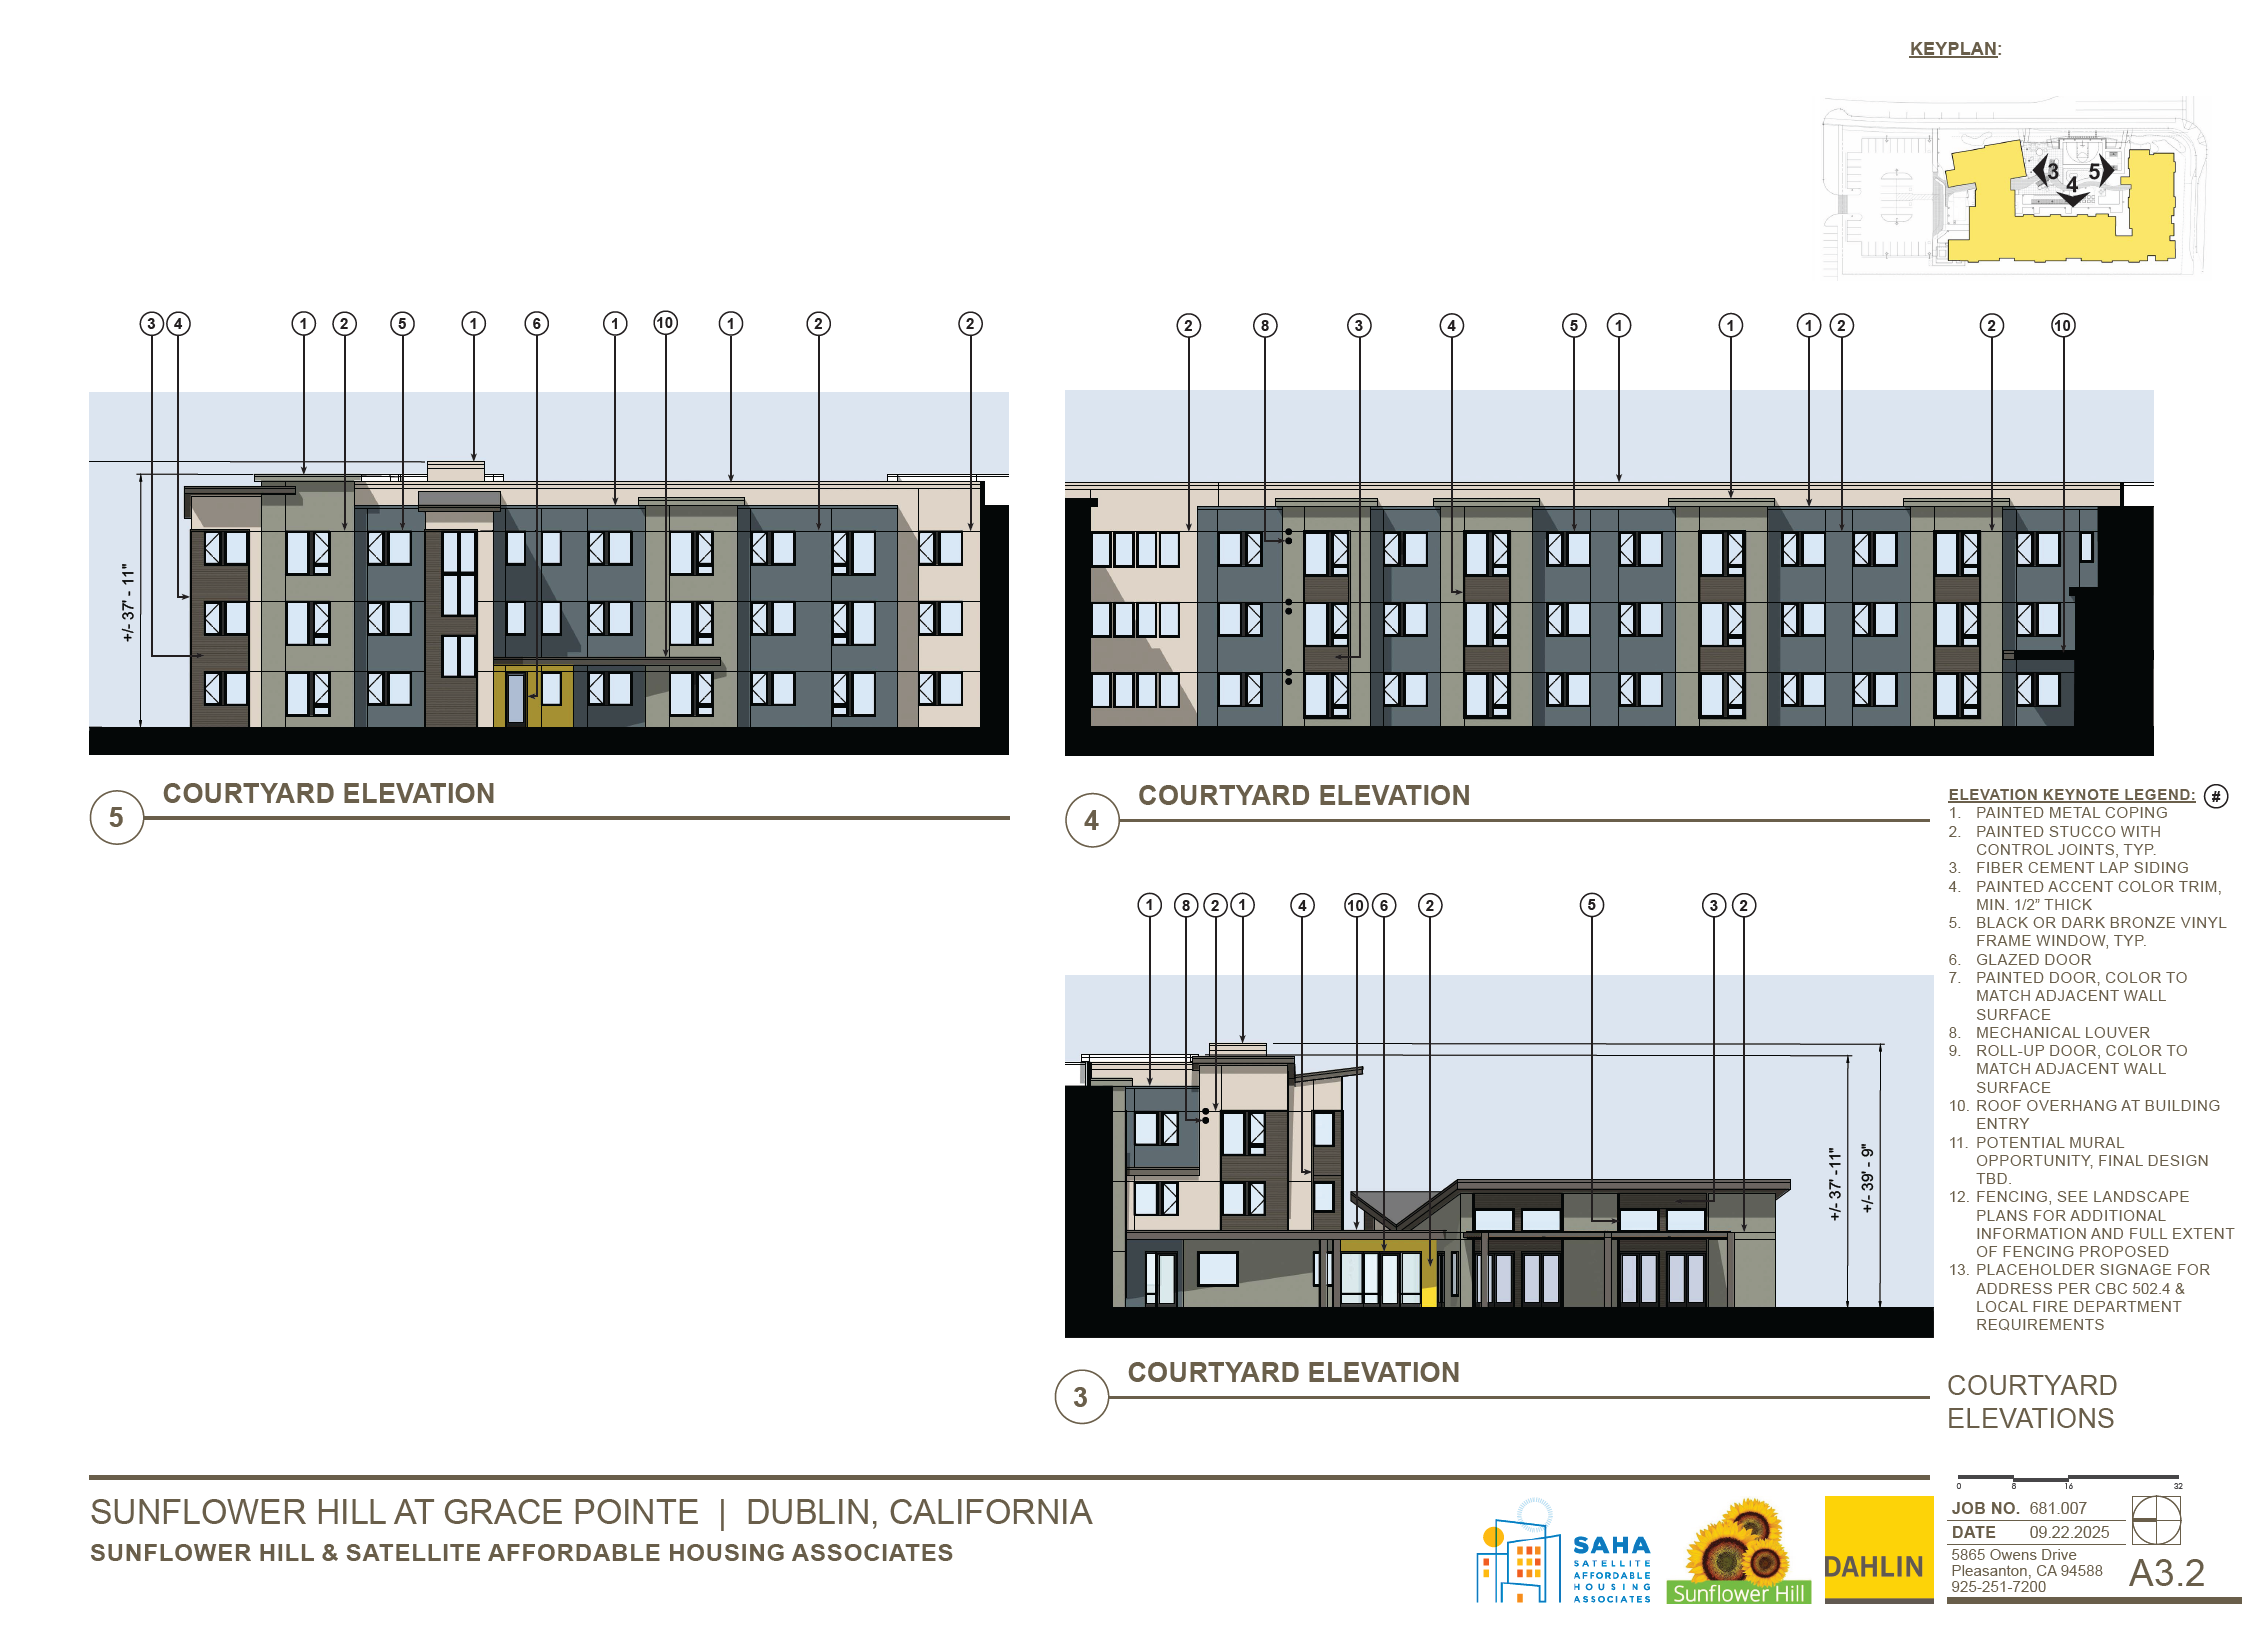 KEYPLAN:
3
5
4
3 4 1 2 5 1 6 1 10 1 2 2
2 8 3 4 5 1 1 1 2 2 10
+/- 37' - 11"
5
COURTYARD ELEVATION
4
COURTYARD ELEVATION
1 8 2 1 4 10 6 2 5 3 2
+/- 37' - 11"
+/- 39' - 9"
3
COURTYARD ELEVATION
ELEVATION KEYNOTE LEGEND: #
1. PAINTED METAL COPING
2. PAINTED STUCCO WITH
CONTROL JOINTS, TYP.
3. FIBER CEMENT LAP SIDING
4. PAINTED ACCENT COLOR TRIM,
MIN. 1/2” THICK
5. BLACK OR DARK BRONZE VINYL
FRAME WINDOW, TYP.
6. GLAZED DOOR
7. PAINTED DOOR, COLOR TO
MATCH ADJACENT WALL
SURFACE
8. MECHANICAL LOUVER
9. ROLL-UP DOOR, COLOR TO
MATCH ADJACENT WALL
SURFACE
10. ROOF OVERHANG AT BUILDING
ENTRY
11. POTENTIAL MURAL
OPPORTUNITY, FINAL DESIGN
TBD.
12. FENCING, SEE LANDSCAPE
PLANS FOR ADDITIONAL
INFORMATION AND FULL EXTENT
OF FENCING PROPOSED
13. PLACEHOLDER SIGNAGE FOR
ADDRESS PER CBC 502.4 &
LOCAL FIRE DEPARTMENT
REQUIREMENTS
COURTYARD
ELEVATIONS
SUNFLOWER HILL AT GRACE POINTE | DUBLIN, CALIFORNIA
SUNFLOWER HILL & SATELLITE AFFORDABLE HOUSING ASSOCIATES
SAHA
SATELLITE
AFFORDABLE
HOUSING
ASSOCIATES
Sunflower Hill
DAHLIN
0 8 16 32
JOB NO. 681.007
DATE 09.22.2025
5865 Owens Drive
Pleasanton, CA 94588
925-251-7200
A3.2